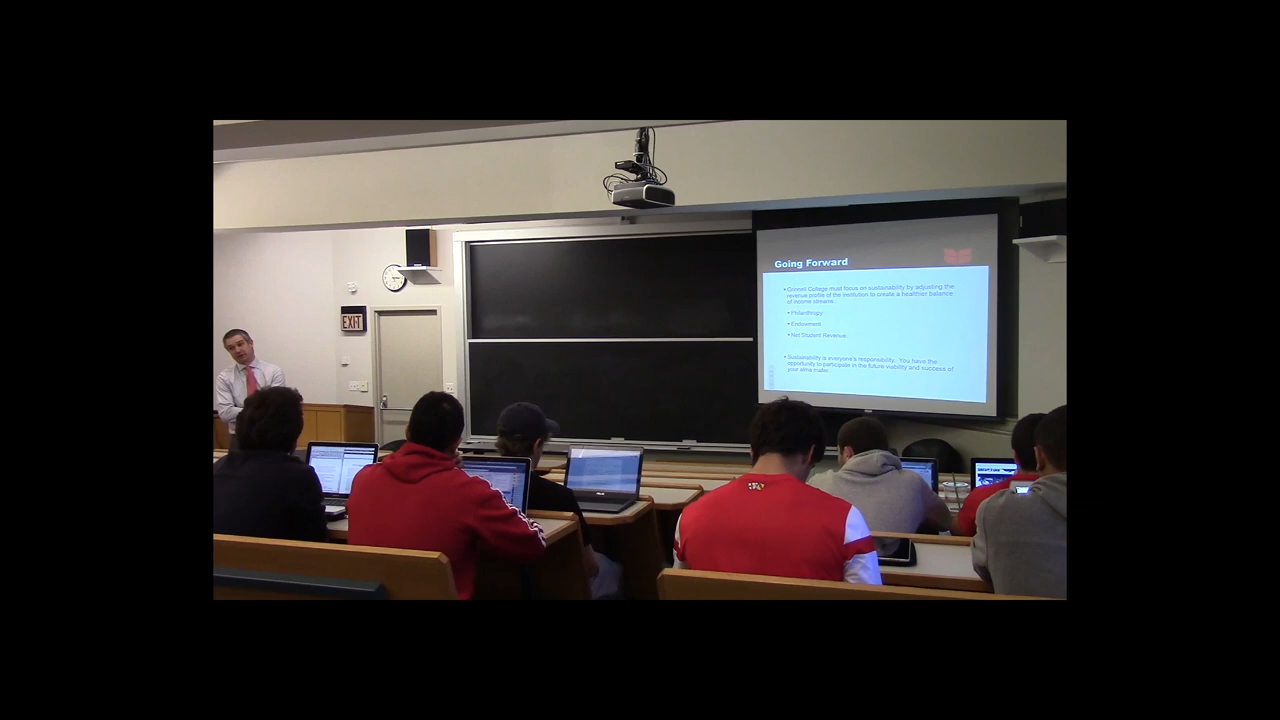 EXIT
Going Forward
• Grinnell College must focus on sustainability by adjusting the
revenue profile of the institution to create a healthier balance
of income streams.
• Philanthropy
• Endowment
• Net Student Revenue
• Sustainability is everyone's responsibility. You have the
opportunity to participate in the future viability and success of
your alma mater.